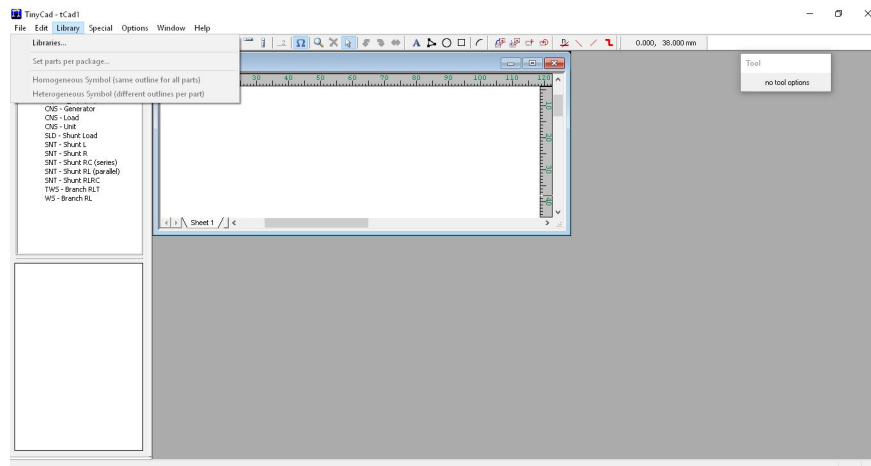 TinyCad - tCad1
File Edit Library Special Options Window Help
Libraries...
Set parts per package...
Homogeneous Symbol (same outline for all parts)
Heterogeneous Symbol (different outlines per part)
0.000, 38.000 mm
Tool
no tool options
30 40 50 60 70 80 90 100 110 120
10
20
30
40
CNS - Generator
CNS - Load
CNS - Unit
SLD - Shunt Load
SNT - Shunt L
SNT - Shunt R
SNT - Shunt RC (series)
SNT - Shunt RL (parallel)
SNT - Shunt RLRC
TWS - Branch RLT
WS - Branch RL
Sheet 1